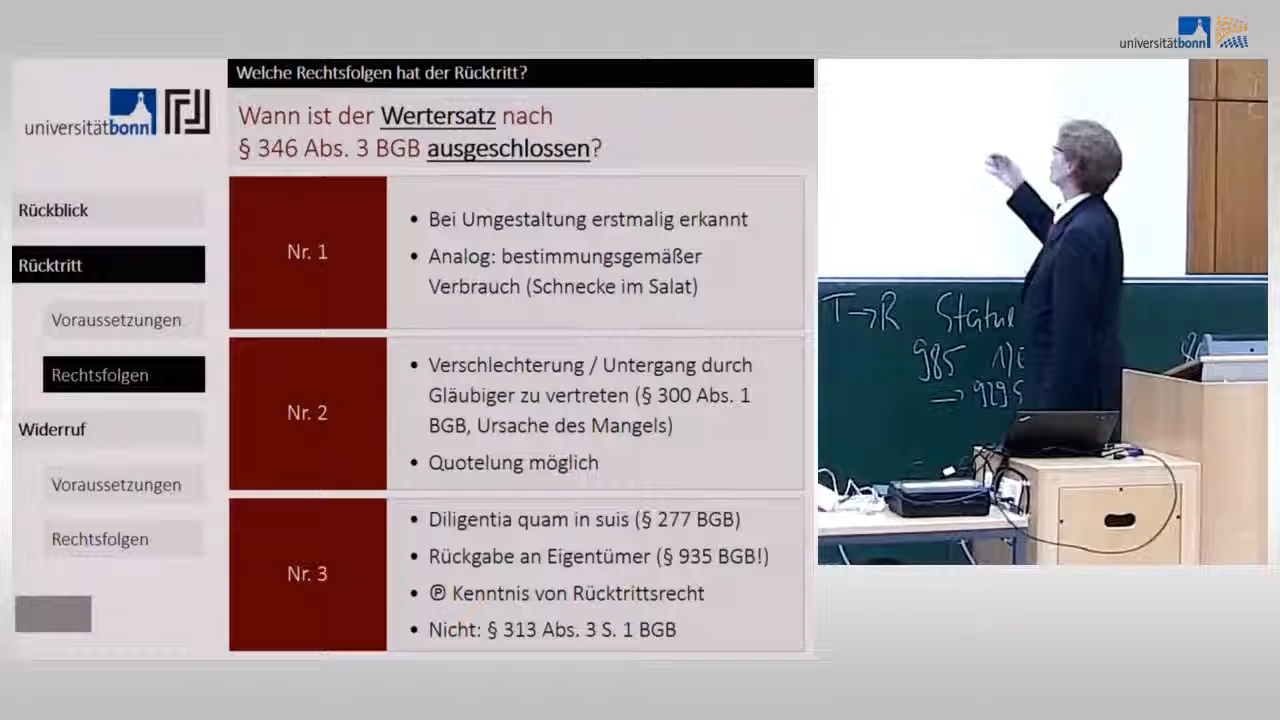 universitätbonn
universitätbonn
Rückblick
Rücktritt
Voraussetzungen
Rechtsfolgen
Widerruf
Voraussetzungen
Rechtsfolgen
Welche Rechtsfolgen hat der Rücktritt?
Wann ist der Wertersatz nach
§ 346 Abs. 3 BGB ausgeschlossen?
Nr. 1
• Bei Umgestaltung erstmalig erkannt
• Analog: bestimmungsgemäßer
Verbrauch (Schnecke im Salat)
Nr. 2
• Verschlechterung / Untergang durch
Gläubiger zu vertreten (§ 300 Abs. 1
BGB, Ursache des Mangels)
• Quotelung möglich
Nr. 3
• Diligentia quam in suis (§ 277 BGB)
• Rückgabe an Eigentümer (§ 935 BGB!)
• ℗ Kenntnis von Rücktrittsrecht
• Nicht: § 313 Abs. 3 S. 1 BGB
T→R
985
→ 929 S